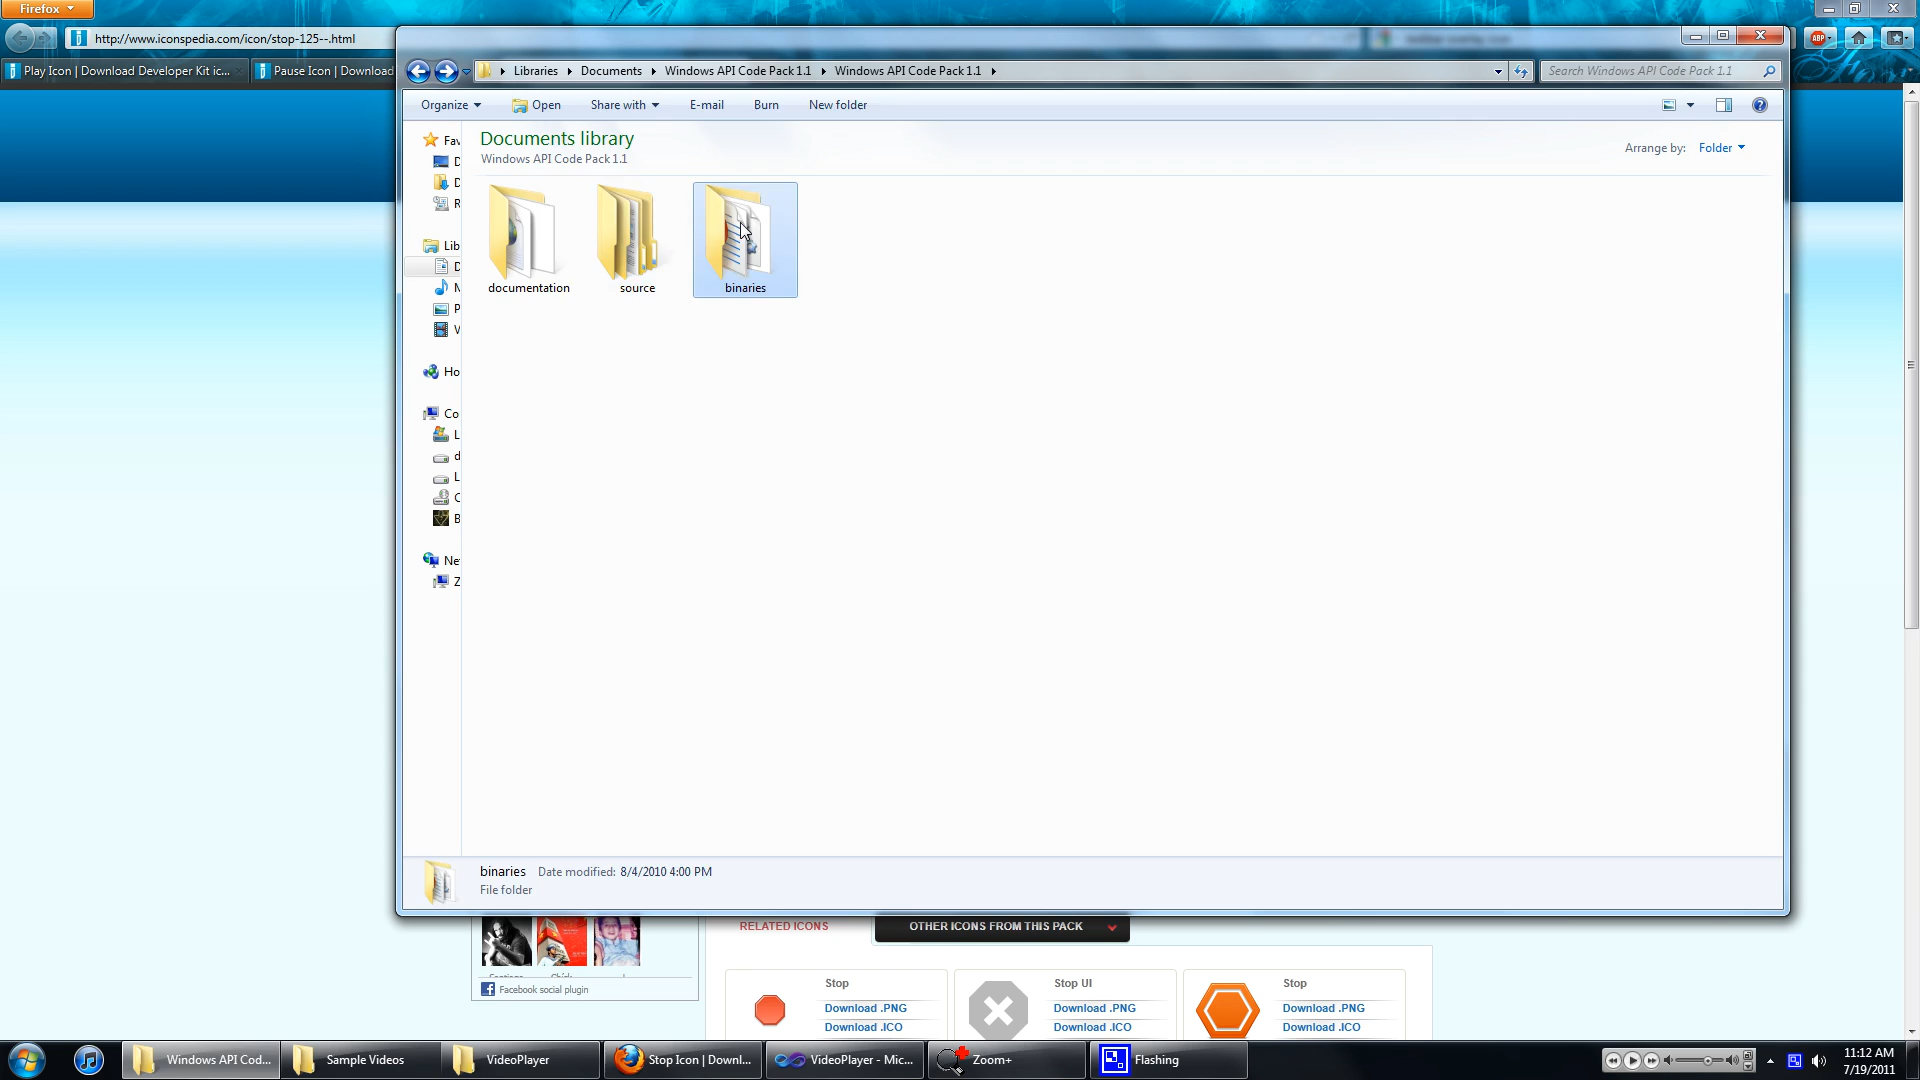 Firefox
http://www.iconspedia.com/icon/stop-125--.html
Play Icon | Download Developer Kit ic...
Pause Icon | Download
Libraries
Documents
Windows API Code Pack 1.1
Windows API Code Pack 1.1
Search Windows API Code Pack 1.1
Organize
Open
Share with
E-mail
Burn
New folder
Documents library
Windows API Code Pack 1.1
Arrange by:
Folder
Fav
D
D
R
Lib
D
M
P
V
Ho
Co
L
d
L
C
B
Ne
Z
documentation
source
binaries
binaries
Date modified: 8/4/2010 4:00 PM
File folder
ABP
RELATED ICONS
OTHER ICONS FROM THIS PACK
Facebook social plugin
Stop
Download .PNG
Download .ICO
Stop UI
Download .PNG
Download .ICO
Stop
Download .PNG
Download .ICO
Windows API Cod...
Sample Videos
VideoPlayer
Stop Icon | Downl...
VideoPlayer - Mic...
Zoom+
Flashing
11:12 AM
7/19/2011